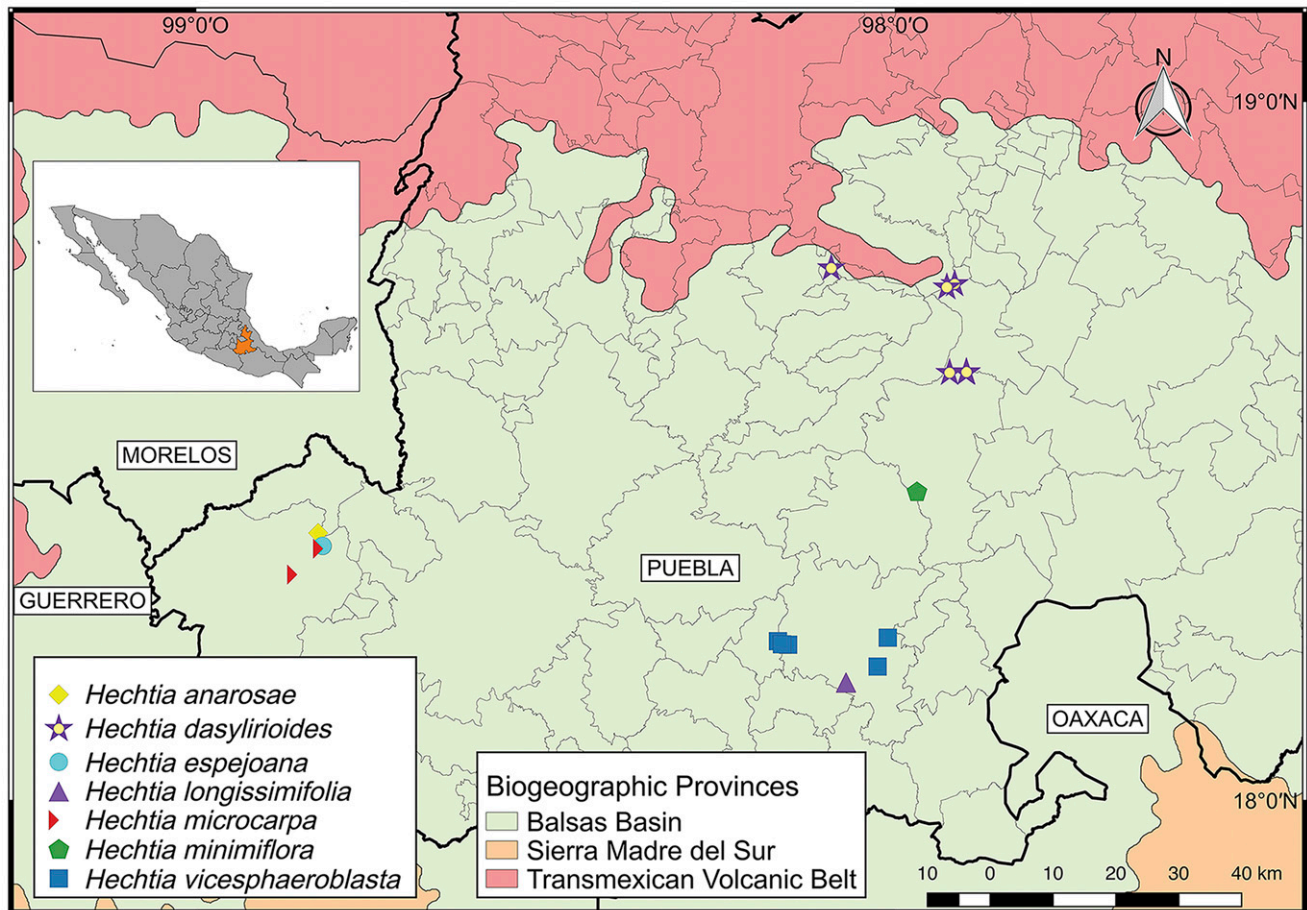 99°0′O
98°0′O
N
19°0′N
MORELOS
PUEBLA
GUERRERO
OAXACA
18°0′N
Hechtia anarosae
Hechtia dasylirioides
Hechtia espejoana
Hechtia longissimifolia
Hechtia microcarpa
Hechtia minimiflora
Hechtia vicesphaeroblasta
Biogeographic Provinces
Balsas Basin
Sierra Madre del Sur
Transmexican Volcanic Belt
10 0 10 20 30 40 km